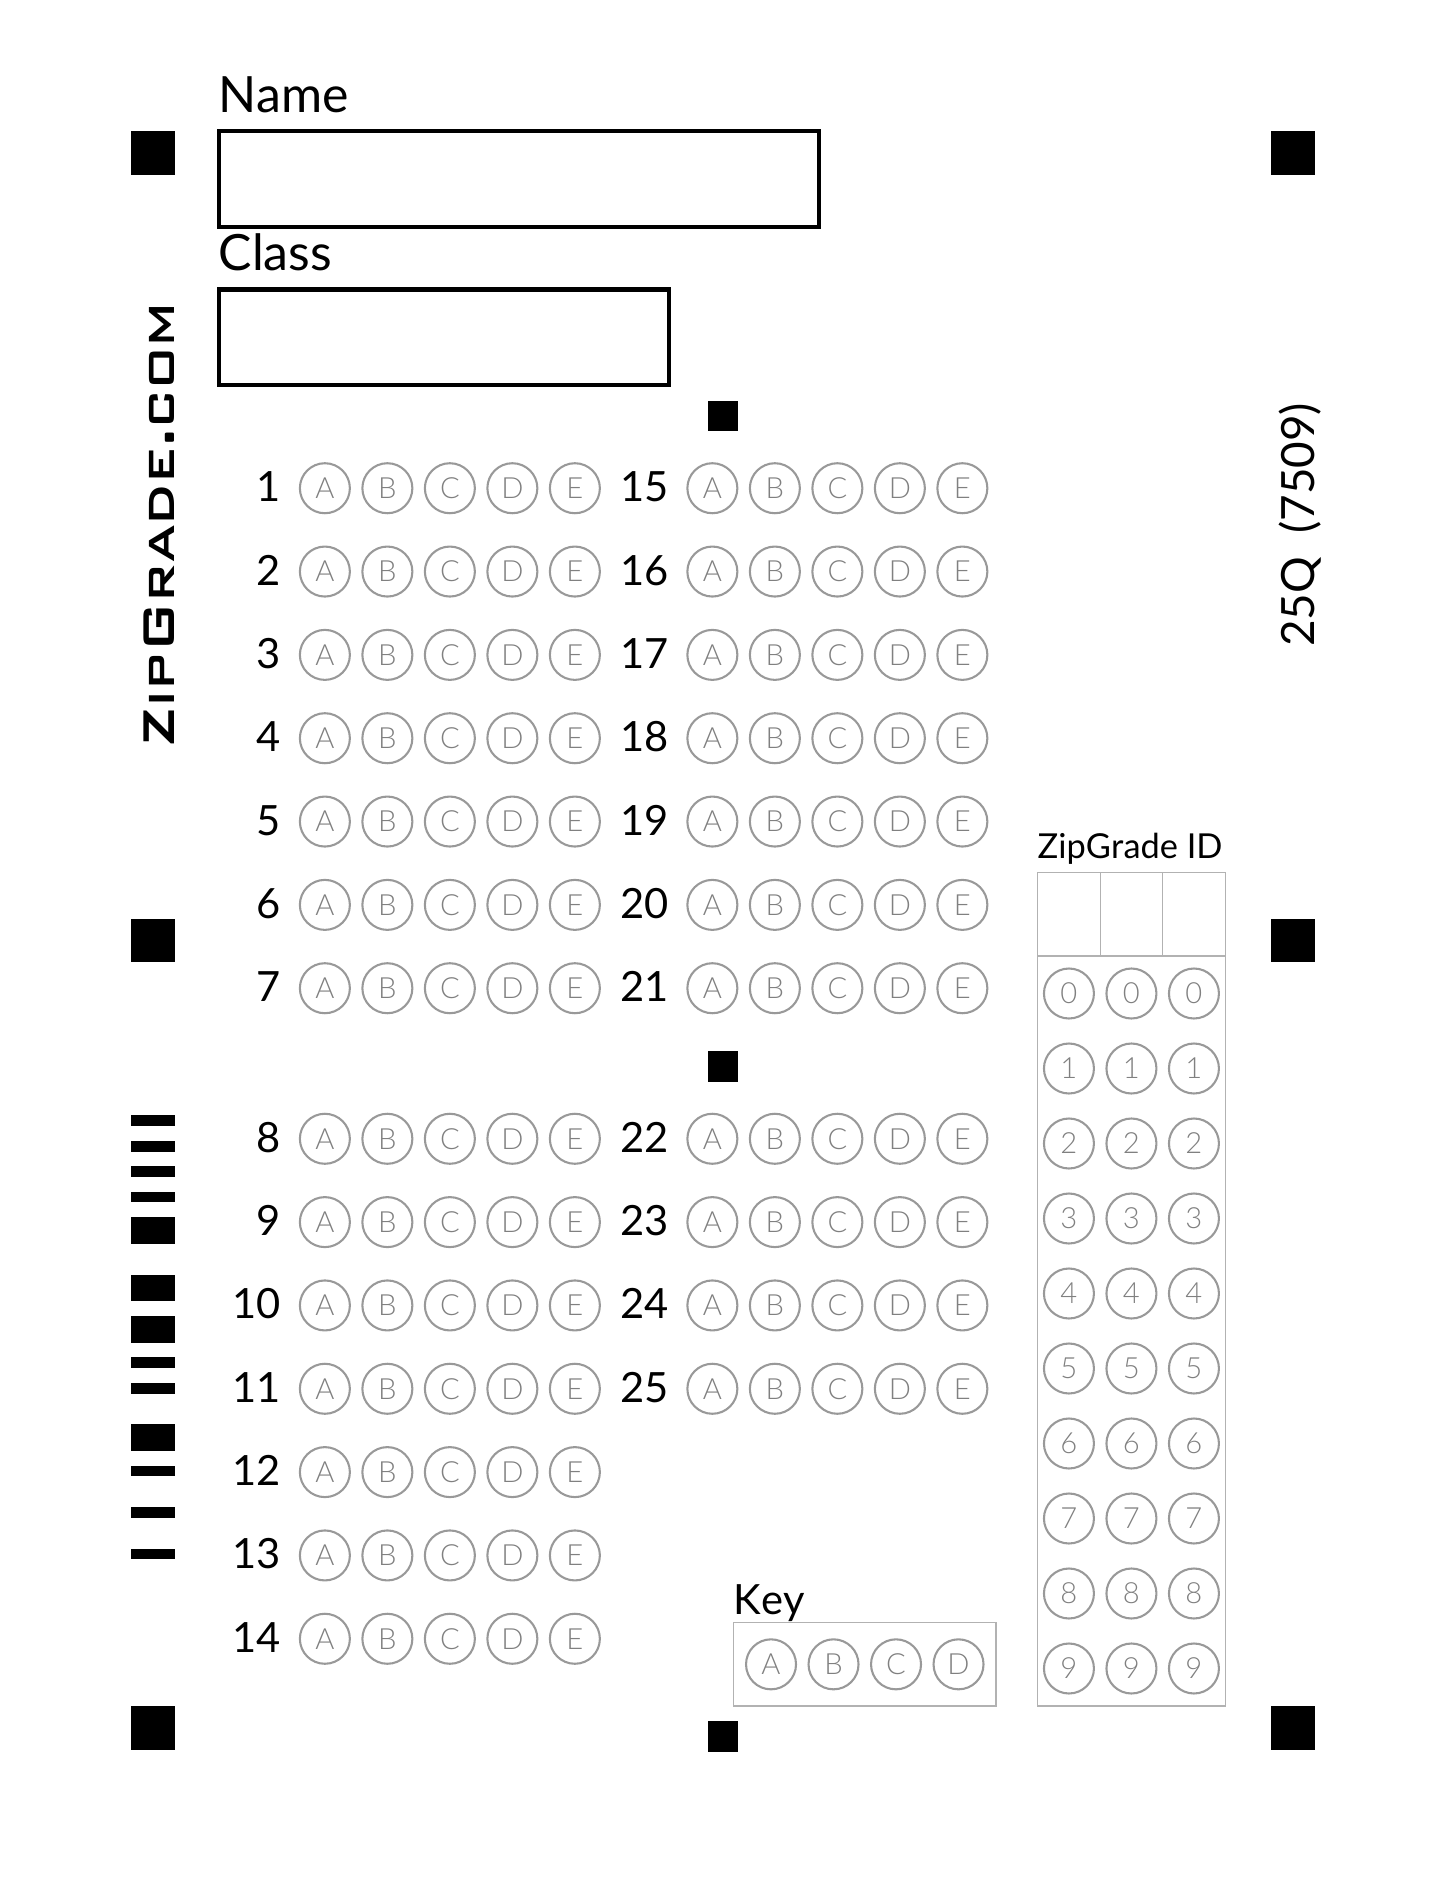 Name
Class
ZIPGRADE.COM
25Q (7509)
1 A B C D E 15 A B C D E
2 A B C D E 16 A B C D E
3 A B C D E 17 A B C D E
4 A B C D E 18 A B C D E
5 A B C D E 19 A B C D E
6 A B C D E 20 A B C D E
7 A B C D E 21 A B C D E
8 A B C D E 22 A B C D E
9 A B C D E 23 A B C D E
10 A B C D E 24 A B C D E
11 A B C D E 25 A B C D E
12 A B C D E
13 A B C D E
14 A B C D E
Key
A B C D
ZipGrade ID
0 0 0
1 1 1
2 2 2
3 3 3
4 4 4
5 5 5
6 6 6
7 7 7
8 8 8
9 9 9